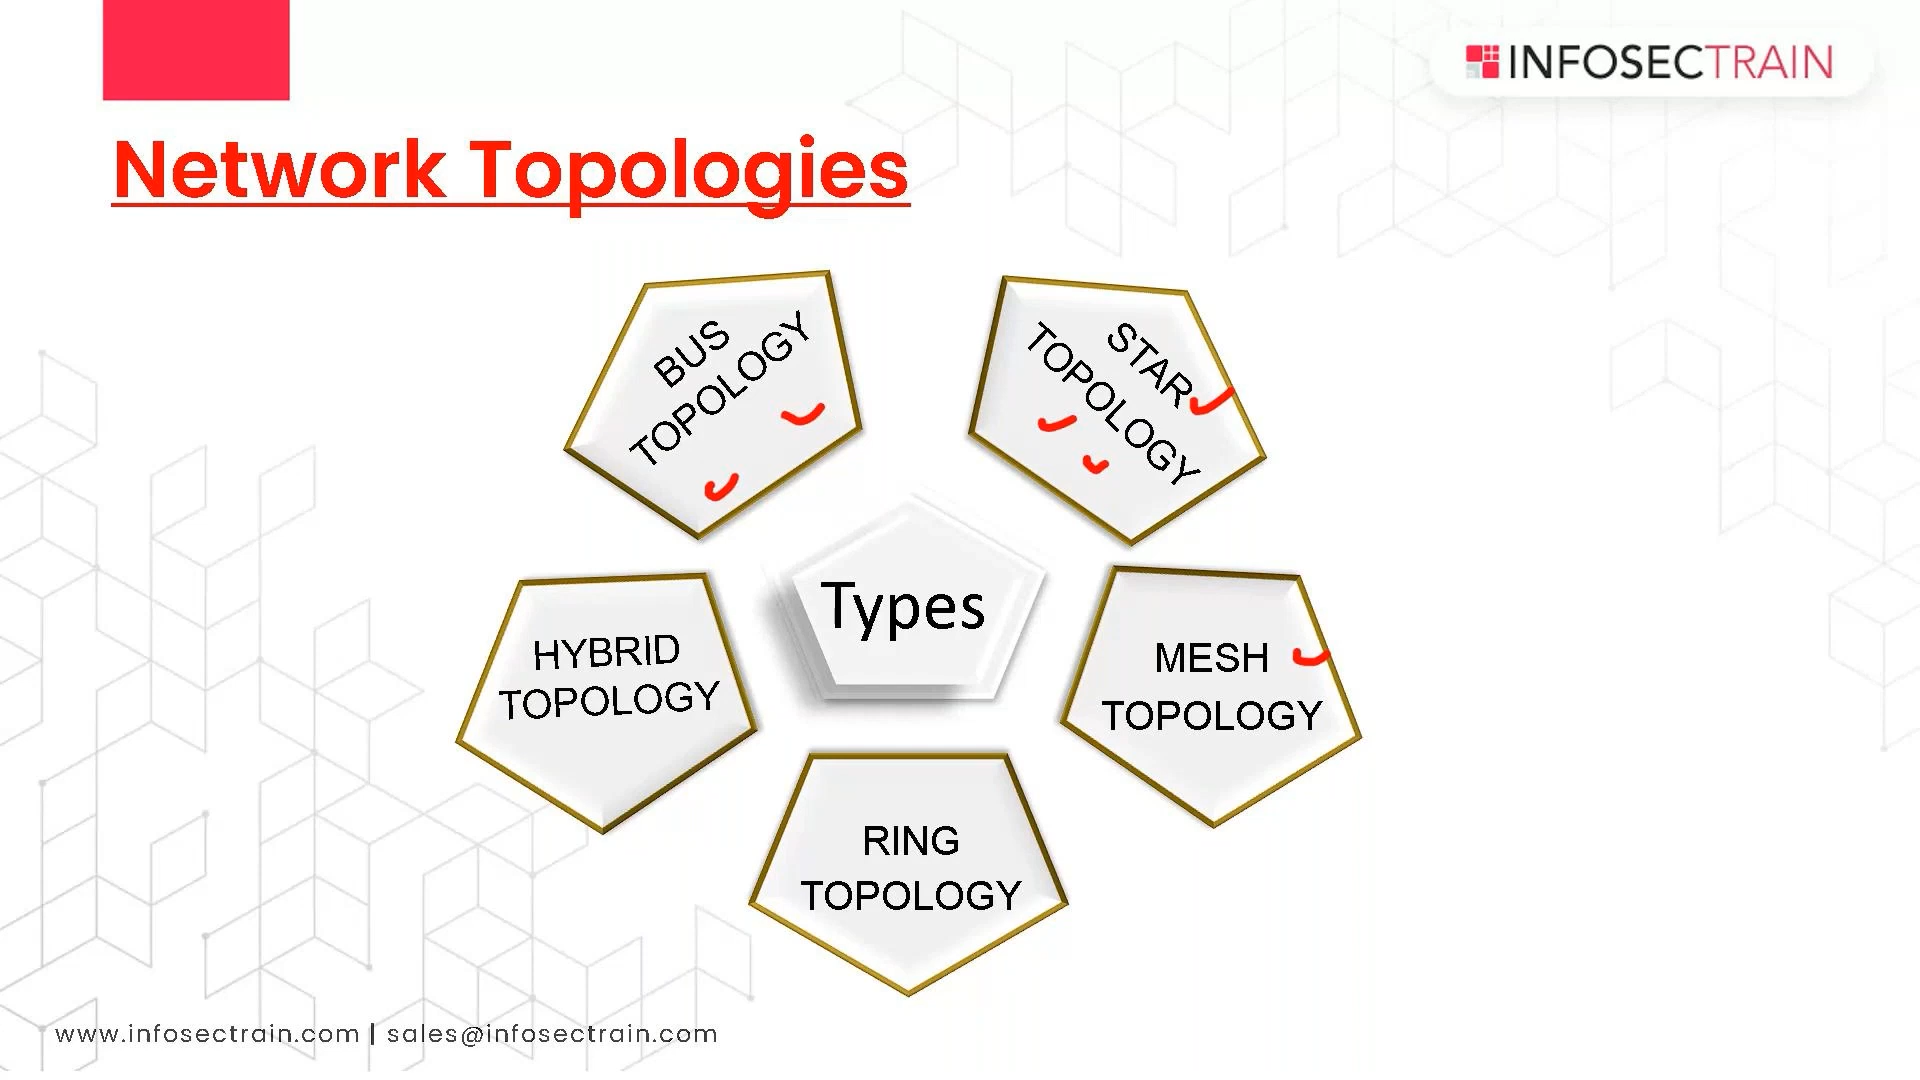 INFOSECTRAIN
Network Topologies
BUS
TOPOLOGY
STAR
TOPOLOGY
Types
HYBRID
TOPOLOGY
MESH
TOPOLOGY
RING
TOPOLOGY
www.infosectrain.com | sales@infosectrain.com